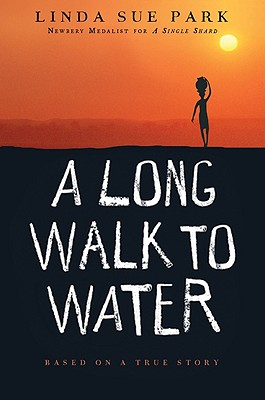 LINDA SUE PARK
NEWBERY MEDALIST FOR A SINGLE SHARD
A LONG
WALK TO
WATER
BASED ON A TRUE STORY